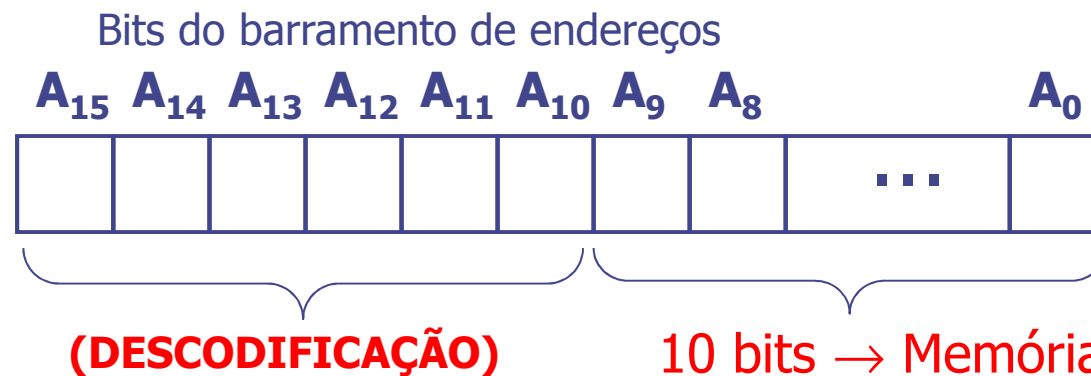 Bits do barramento de endereços
A₁₅ A₁₄ A₁₃ A₁₂ A₁₁ A₁₀ A₉ A₈ A₀
...
(DESCODIFICAÇÃO) 10 bits → Memória